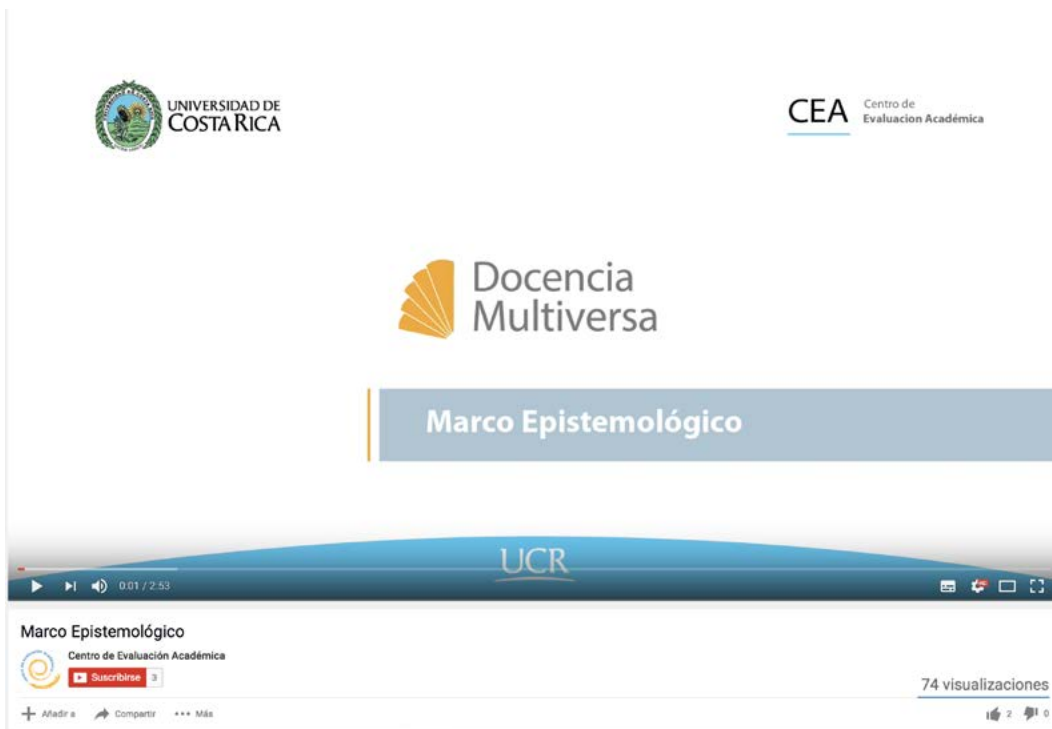 UNIVERSIDAD DE
COSTA RICA
CEA
Centro de
Evaluacion Académica
Docencia
Multiversa
Marco Epistemológico
UCR
0:01 / 2:53
Marco Epistemológico
Centro de Evaluación Académica
Suscribirse 3
74 visualizaciones
Añadir a Compartir Más
2 0